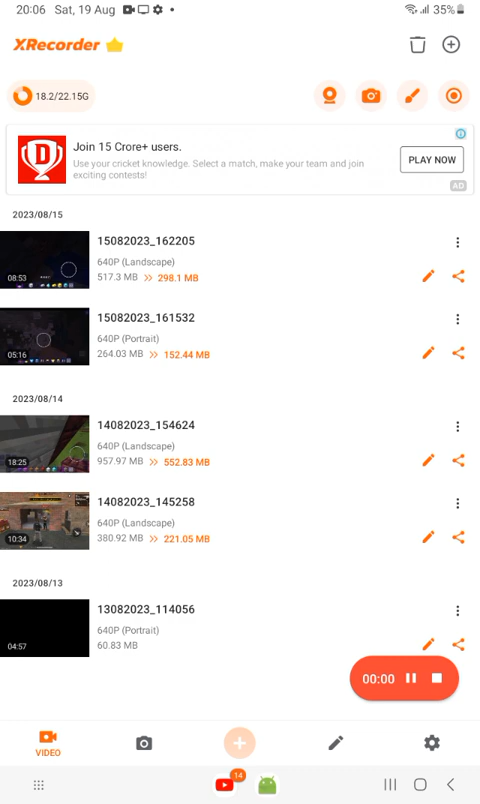 20:06 Sat, 19 Aug
35%
XRecorder
18.2/22.15G
Join 15 Crore+ users.
Use your cricket knowledge. Select a match, make your team and join
exciting contests!
PLAY NOW
AD
2023/08/15
15082023_162205
640P (Landscape)
517.3 MB >> 298.1 MB
08:53
15082023_161532
640P (Portrait)
264.03 MB >> 152.44 MB
05:16
2023/08/14
14082023_154624
640P (Landscape)
957.97 MB >> 552.83 MB
18:25
14082023_145258
640P (Landscape)
380.92 MB >> 221.05 MB
10:34
2023/08/13
13082023_114056
640P (Portrait)
60.83 MB
04:57
00:00
VIDEO
14